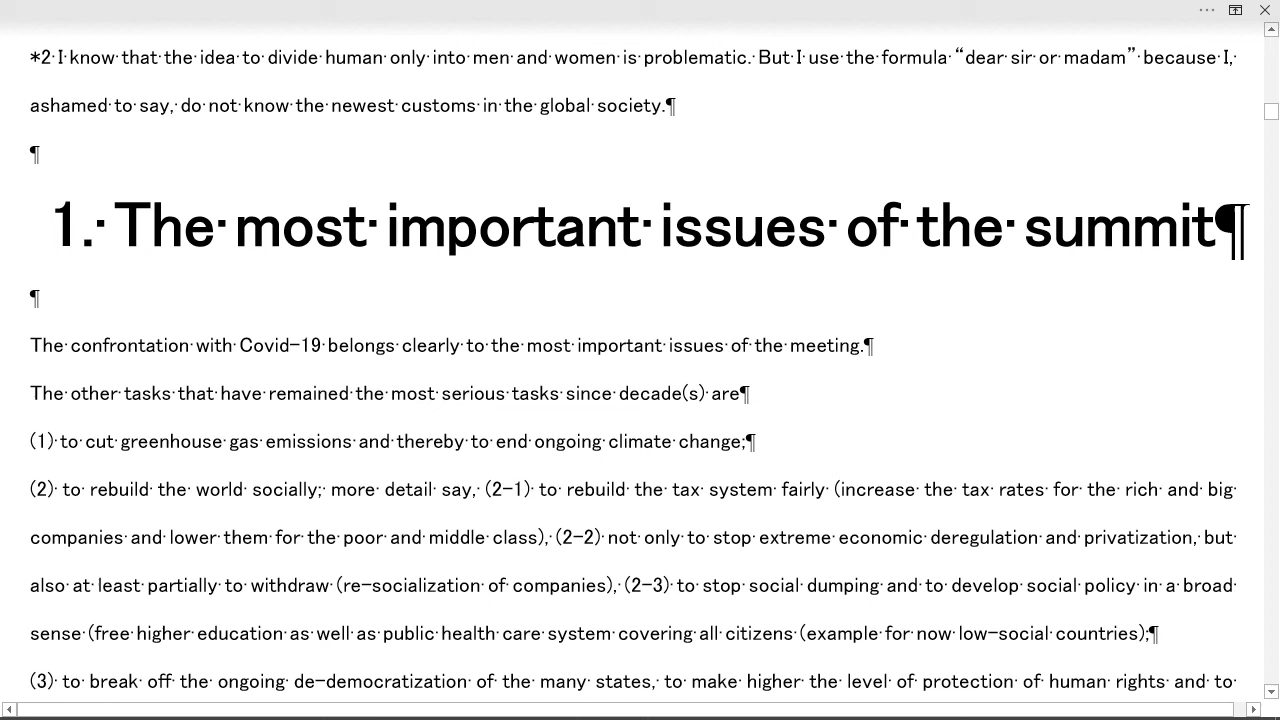 *2 I know that the idea to divide human only into men and women is problematic. But I use the formula “dear sir or madam” because I,
ashamed to say, do not know the newest customs in the global society.¶
¶
1. The most important issues of the summit¶
¶
The confrontation with Covid-19 belongs clearly to the most important issues of the meeting.¶
The other tasks that have remained the most serious tasks since decade(s) are¶
(1) to cut greenhouse gas emissions and thereby to end ongoing climate change;¶
(2) to rebuild the world socially; more detail say, (2-1) to rebuild the tax system fairly (increase the tax rates for the rich and big
companies and lower them for the poor and middle class), (2-2) not only to stop extreme economic deregulation and privatization, but
also at least partially to withdraw (re-socialization of companies), (2-3) to stop social dumping and to develop social policy in a broad
sense (free higher education as well as public health care system covering all citizens (example for now low-social countries);¶
(3) to break off the ongoing de-democratization of the many states, to make higher the level of protection of human rights and to